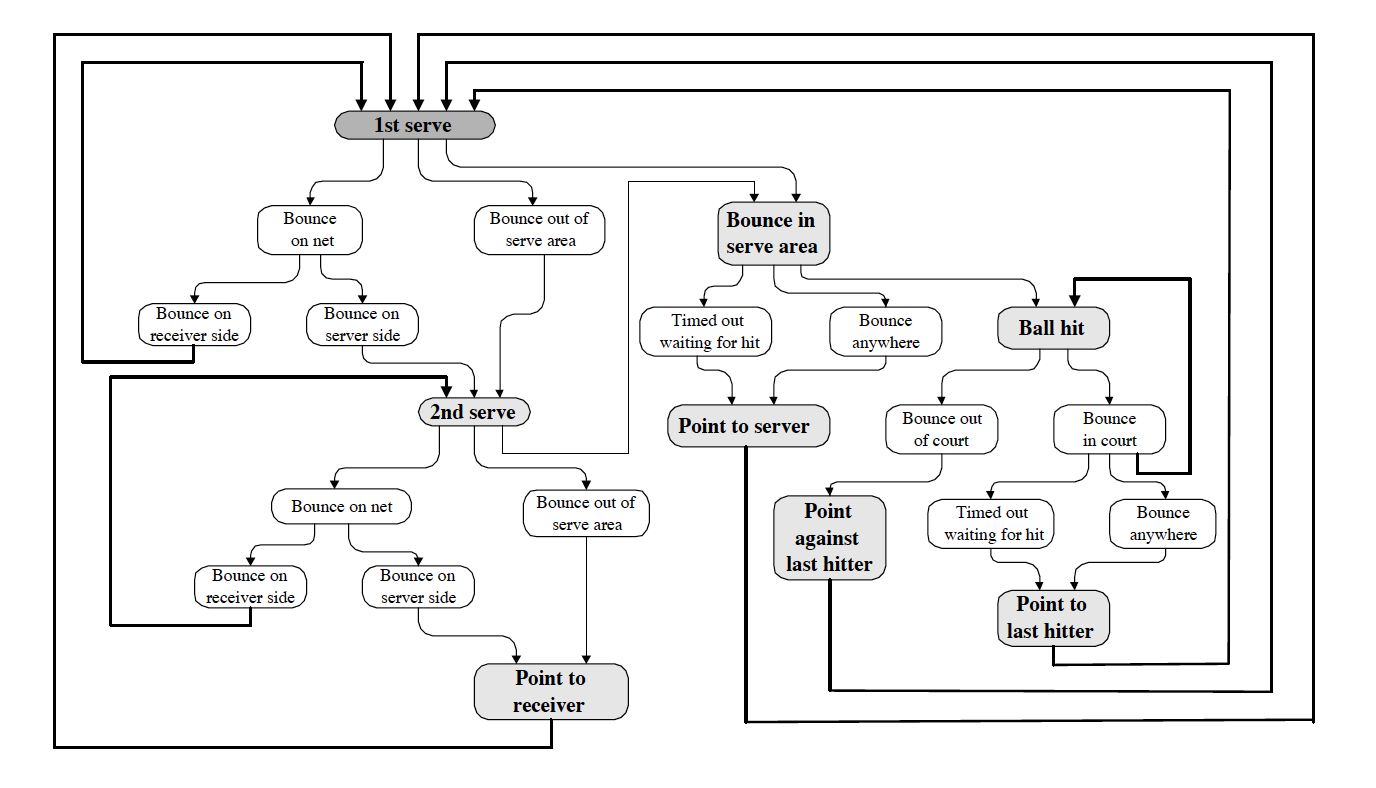 1st serve
Bounce
on net
Bounce out of
serve area
Bounce in
serve area
Bounce on
receiver side
Bounce on
server side
Timed out
waiting for hit
Bounce
anywhere
Ball hit
2nd serve
Point to server
Bounce out
of court
Bounce
in court
Bounce on net
Bounce out of
serve area
Point
against
last hitter
Timed out
waiting for hit
Bounce
anywhere
Bounce on
receiver side
Bounce on
server side
Point to
last hitter
Point to
receiver